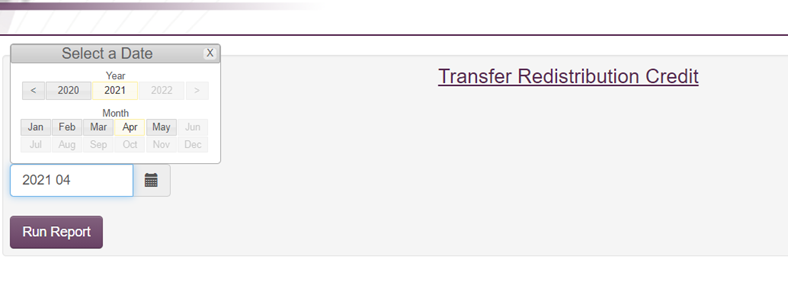 Select a Date X
Transfer Redistribution Credit
Year
< 2020 2021 2022 >
Month
Jan Feb Mar Apr May Jun
Jul Aug Sep Oct Nov Dec
2021 04
Run Report